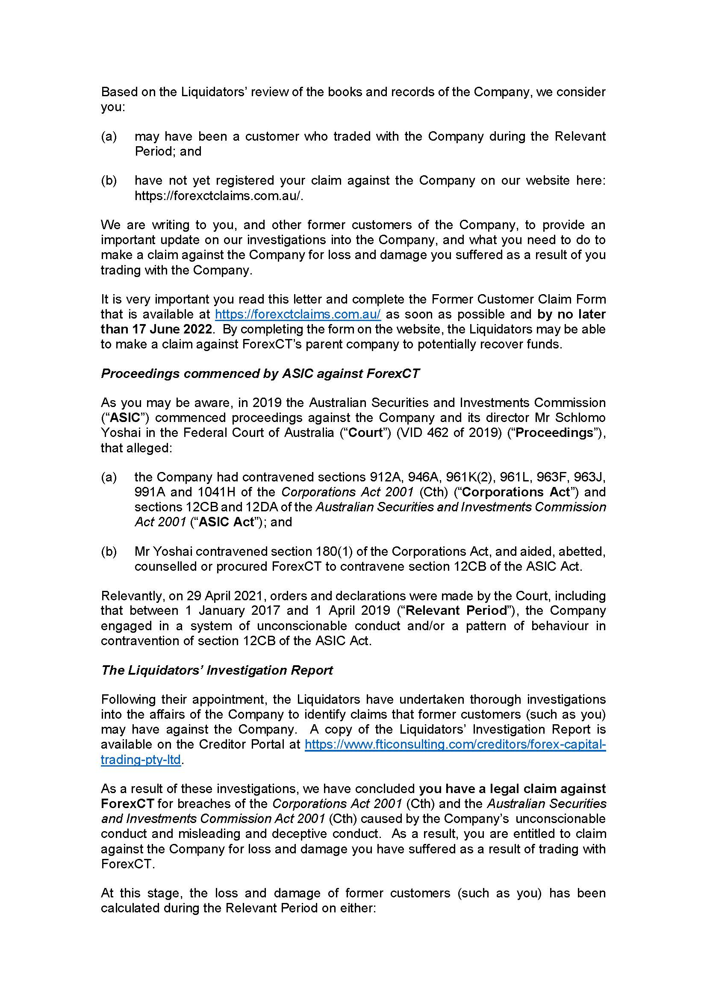 Based on the Liquidators’ review of the books and records of the Company, we consider
you:
(a) may have been a customer who traded with the Company during the Relevant
Period; and
(b) have not yet registered your claim against the Company on our website here:
https://forexctclaims.com.au/.
We are writing to you, and other former customers of the Company, to provide an
important update on our investigations into the Company, and what you need to do to
make a claim against the Company for loss and damage you suffered as a result of you
trading with the Company.
It is very important you read this letter and complete the Former Customer Claim Form
that is available at https://forexctclaims.com.au/ as soon as possible and by no later
than 17 June 2022.  By completing the form on the website, the Liquidators may be able
to make a claim against ForexCT’s parent company to potentially recover funds.
Proceedings commenced by ASIC against ForexCT
As you may be aware, in 2019 the Australian Securities and Investments Commission
(“ASIC”) commenced proceedings against the Company and its director Mr Schlomo
Yoshai in the Federal Court of Australia (“Court”) (VID 462 of 2019) (“Proceedings”),
that alleged:
(a) the Company had contravened sections 912A, 946A, 961K(2), 961L, 963F, 963J,
991A and 1041H of the Corporations Act 2001 (Cth) (“Corporations Act”) and
sections 12CB and 12DA of the Australian Securities and Investments Commission
Act 2001 (“ASIC Act”); and
(b) Mr Yoshai contravened section 180(1) of the Corporations Act, and aided, abetted,
counselled or procured ForexCT to contravene section 12CB of the ASIC Act.
Relevantly, on 29 April 2021, orders and declarations were made by the Court, including
that between 1 January 2017 and 1 April 2019 (“Relevant Period”), the Company
engaged in a system of unconscionable conduct and/or a pattern of behaviour in
contravention of section 12CB of the ASIC Act.
The Liquidators’ Investigation Report
Following their appointment, the Liquidators have undertaken thorough investigations
into the affairs of the Company to identify claims that former customers (such as you)
may have against the Company.  A copy of the Liquidators’ Investigation Report is
available on the Creditor Portal at https://www.fticonsulting.com/creditors/forex-capital-
trading-pty-ltd.
As a result of these investigations, we have concluded you have a legal claim against
ForexCT for breaches of the Corporations Act 2001 (Cth) and the Australian Securities
and Investments Commission Act 2001 (Cth) caused by the Company’s  unconscionable
conduct and misleading and deceptive conduct.  As a result, you are entitled to claim
against the Company for loss and damage you have suffered as a result of trading with
ForexCT.
At this stage, the loss and damage of former customers (such as you) has been
calculated during the Relevant Period on either: